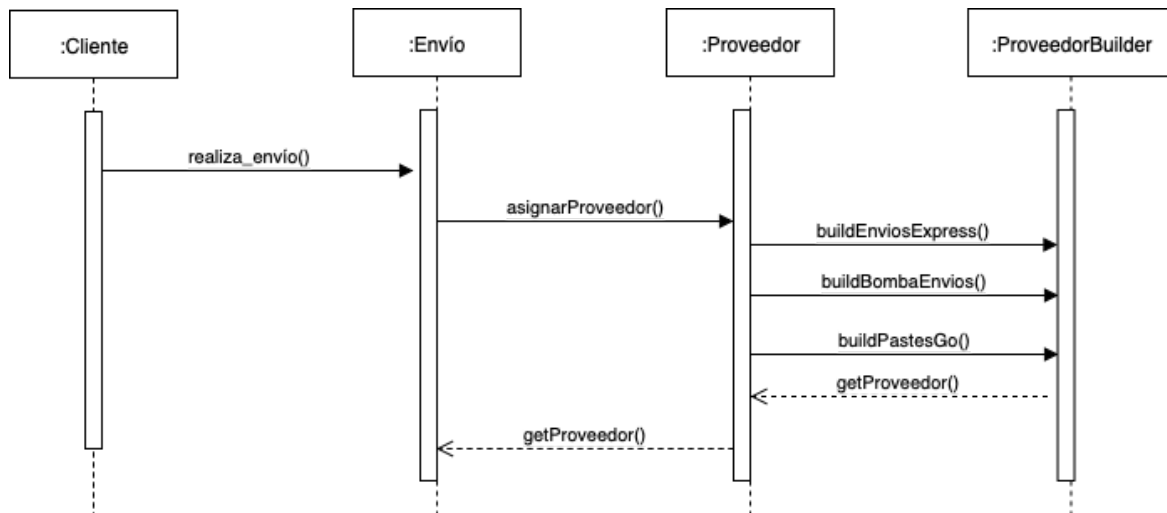 :Cliente
:Envío
:Proveedor
:ProveedorBuilder
realiza_envío()
asignarProveedor()
buildEnviosExpress()
buildBombaEnvios()
buildPastesGo()
getProveedor()
getProveedor()